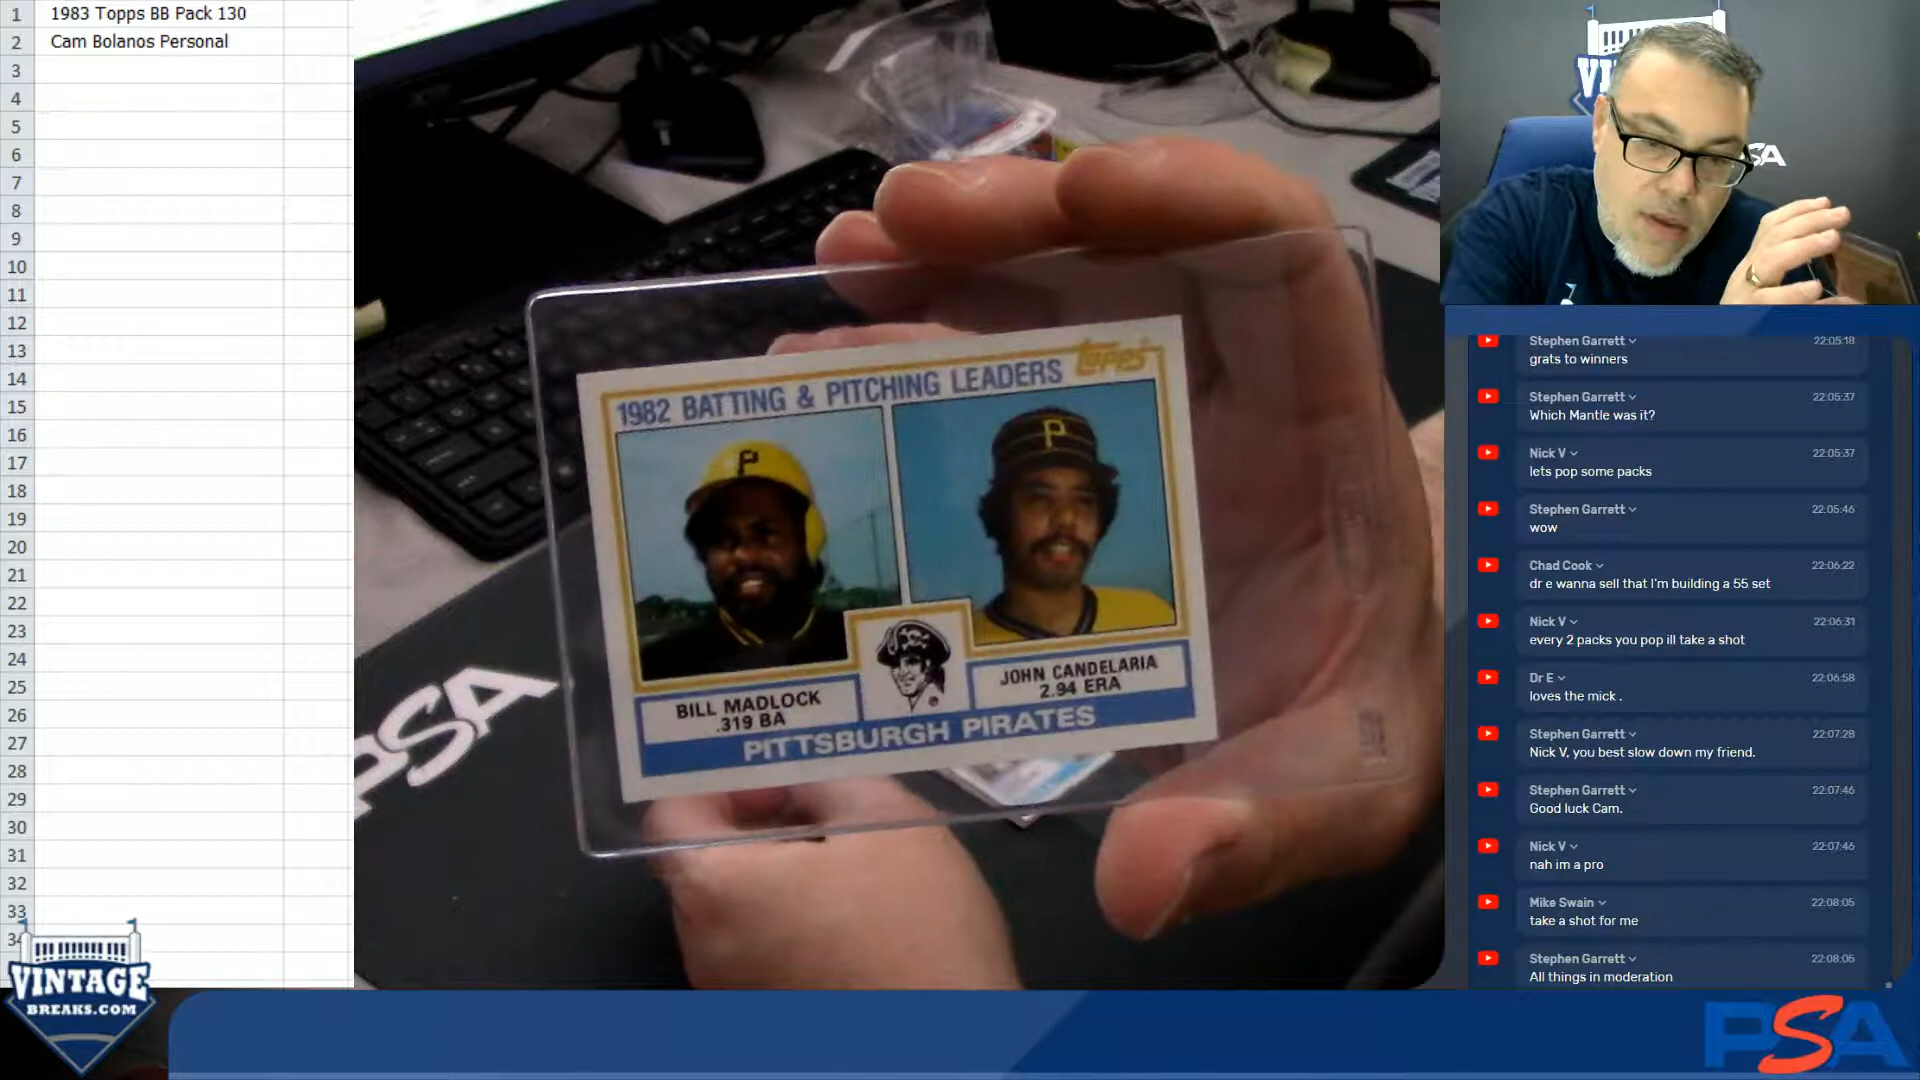 1 1983 Topps BB Pack 130
2 Cam Bolanos Personal
3
4
5
6
7
8
9
10
11
12
13
14
15
16
17
18
19
20
21
22
23
24
25
26
27
28
29
30
31
32
33
34
VINTAGE
BREAKS.COM
PSA
1982 BATTING & PITCHING LEADERS
TOPPS
P
P
BILL MADLOCK
.319 BA
JOHN CANDELARIA
2.94 ERA
PITTSBURGH PIRATES
VI
PSA
Stephen Garrett 22:05:18
grats to winners
Stephen Garrett 22:05:37
Which Mantle was it?
Nick V 22:05:37
lets pop some packs
Stephen Garrett 22:05:46
wow
Chad Cook 22:06:22
dr e wanna sell that I'm building a 55 set
Nick V 22:06:31
every 2 packs you pop ill take a shot
Dr E 22:06:58
loves the mick .
Stephen Garrett 22:07:28
Nick V, you best slow down my friend.
Stephen Garrett 22:07:46
Good luck Cam.
Nick V 22:07:46
nah im a pro
Mike Swain 22:08:05
take a shot for me
Stephen Garrett 22:08:05
All things in moderation
PSA